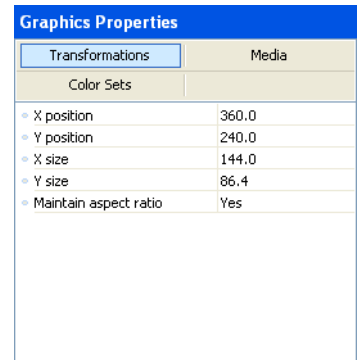 Graphics Properties
Transformations Media
Color Sets
X position 360.0
Y position 240.0
X size 144.0
Y size 86.4
Maintain aspect ratio Yes